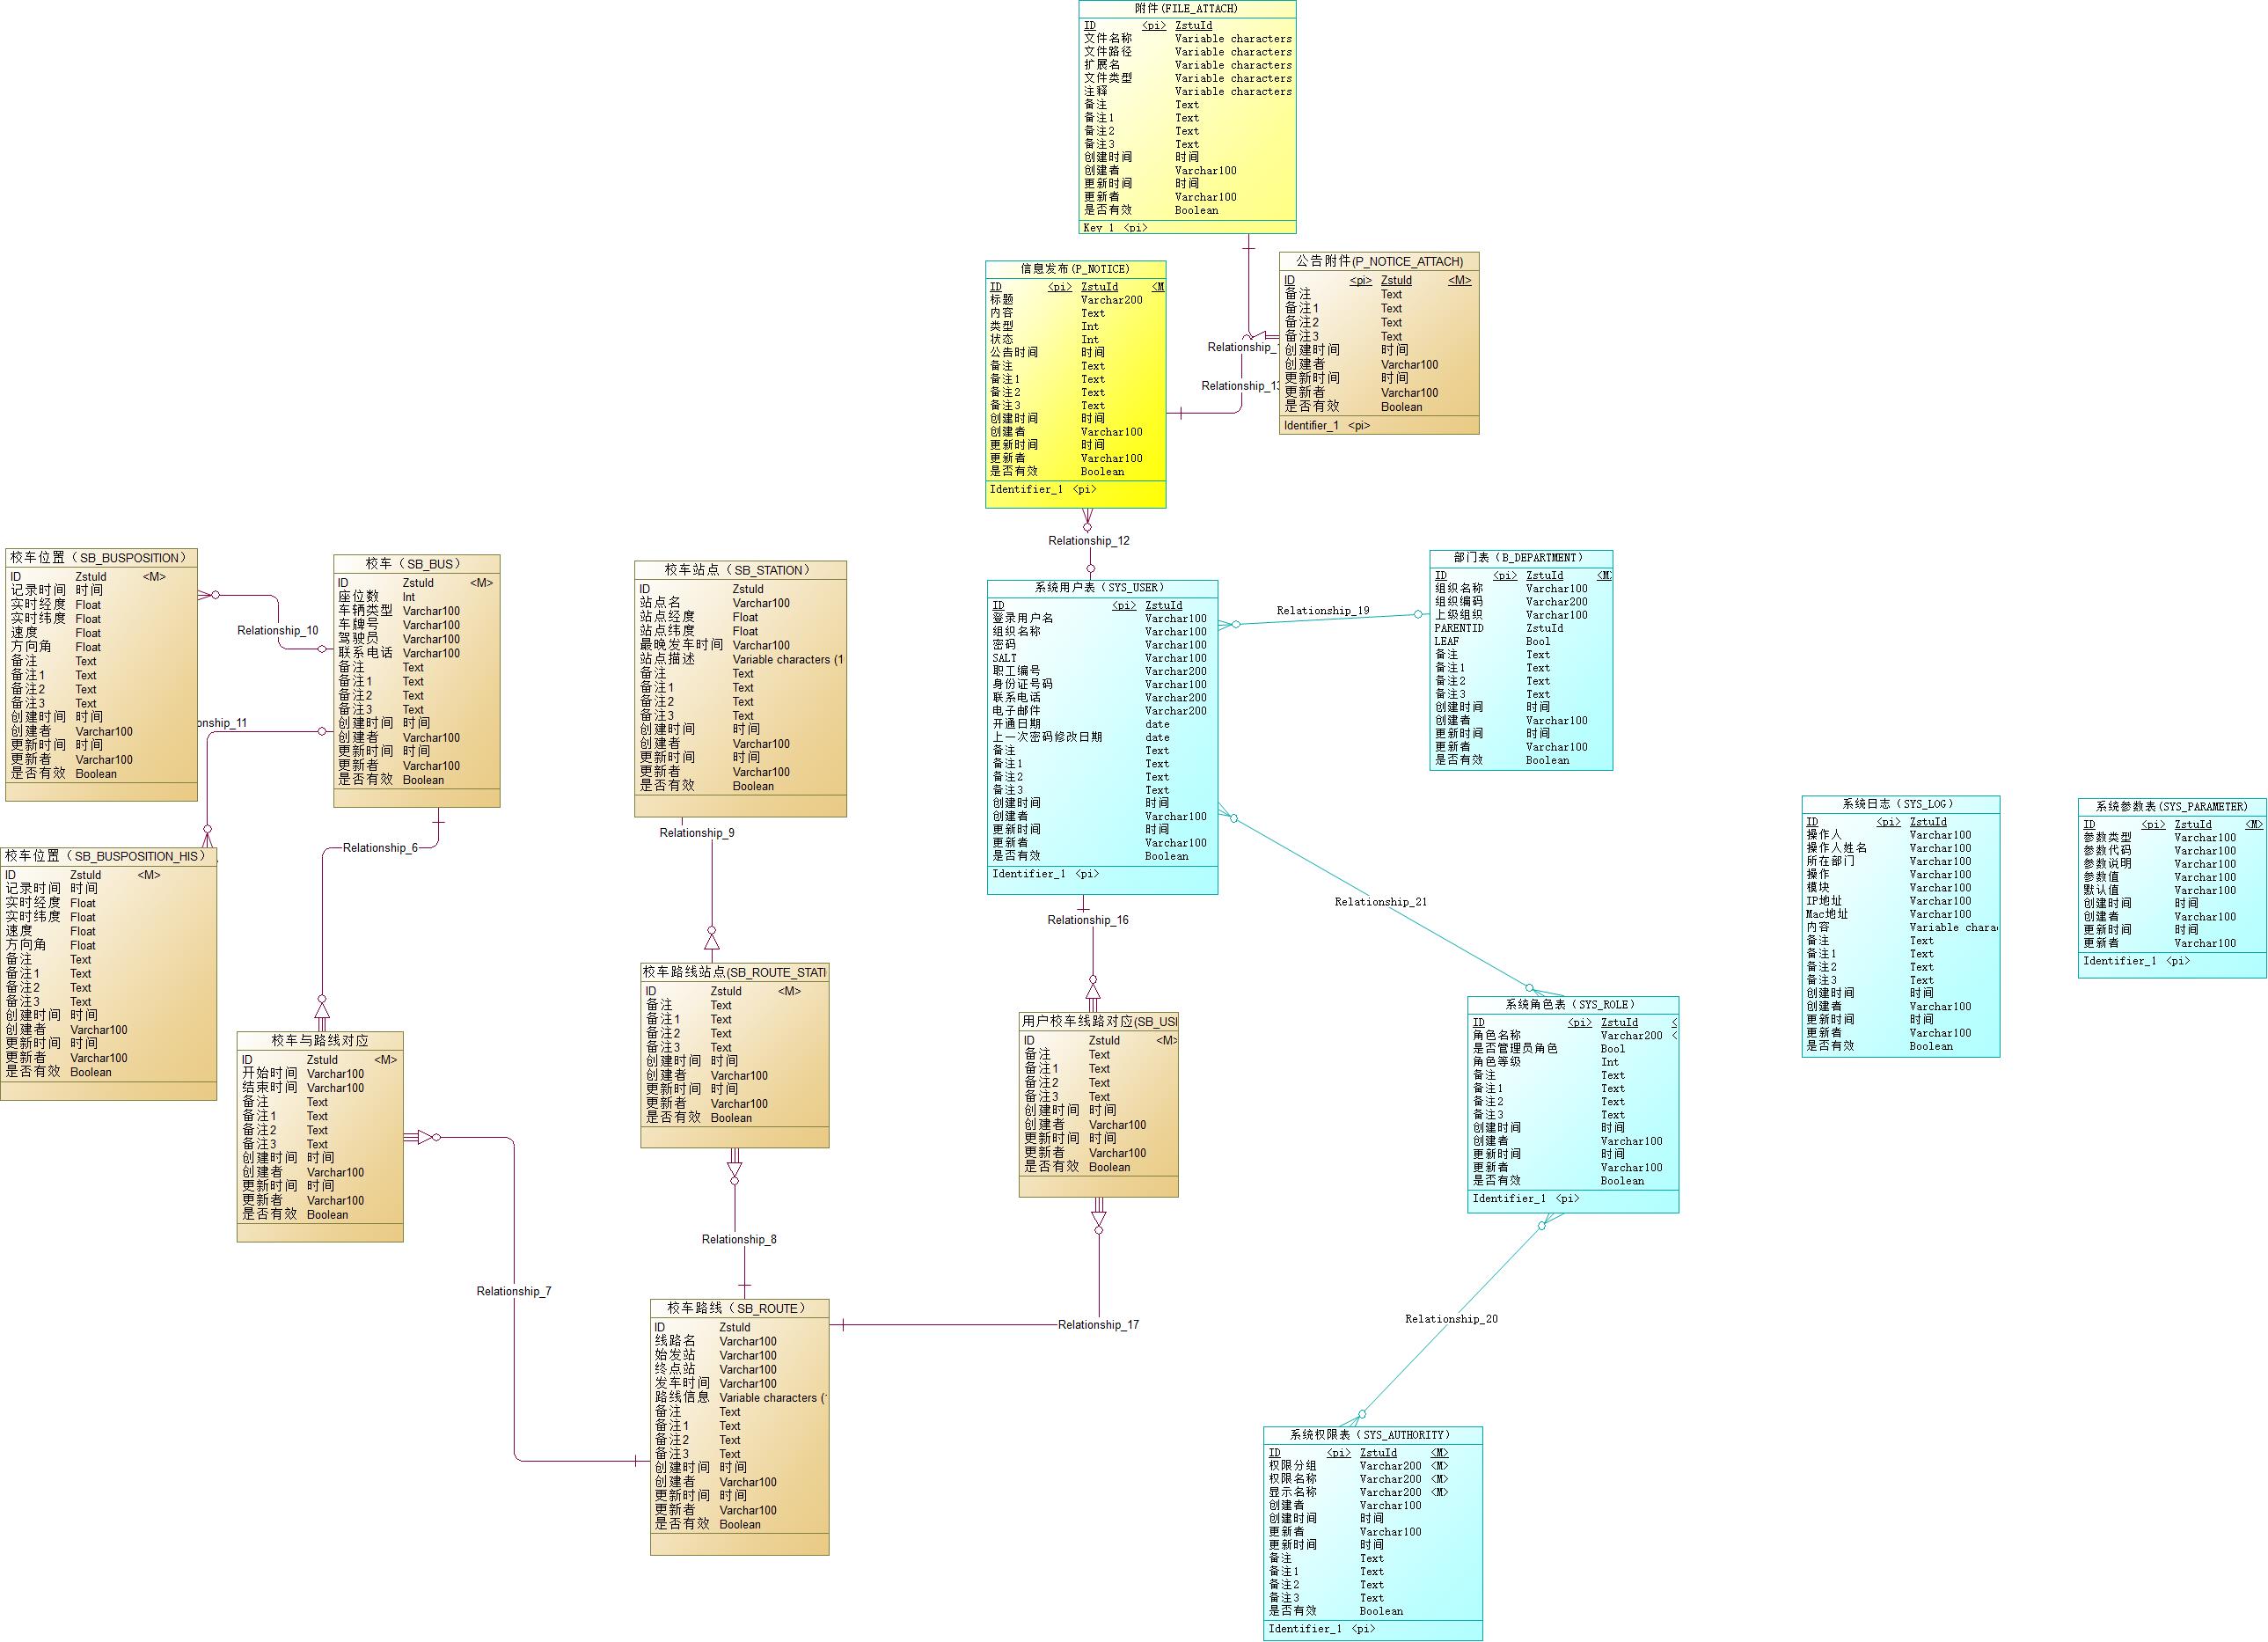 附件(FILE_ATTACH)
ID <pi> ZstuId
文件名称 Variable characters
文件路径 Variable characters
扩展名 Variable characters
文件类型 Variable characters
注释 Variable characters
备注 Text
备注1 Text
备注2 Text
备注3 Text
创建时间 时间
创建者 Varchar100
更新时间 时间
更新者 Varchar100
是否有效 Boolean
Key_1 <pi>
信息发布(P_NOTICE)
ID <pi> ZstuId <M
标题 Varchar200
内容 Text
类型 Int
状态 Int
公告时间 时间
备注 Text
备注1 Text
备注2 Text
备注3 Text
创建时间 时间
创建者 Varchar100
更新时间 时间
更新者 Varchar100
是否有效 Boolean
Identifier_1 <pi>
公告附件(P_NOTICE_ATTACH)
ID <pi> ZstuId <M>
备注 Text
备注1 Text
备注2 Text
备注3 Text
创建时间 时间
创建者 Varchar100
更新时间 时间
更新者 Varchar100
是否有效 Boolean
Identifier_1 <pi>
Relationship_
Relationship_13
Relationship_12
校车位置（SB_BUSPOSITION）
ID ZstuId <M>
记录时间 时间
实时经度 Float
实时纬度 Float
速度 Float
方向角 Float
备注 Text
备注1 Text
备注2 Text
备注3 Text
创建时间 时间
创建者 Varchar100
更新时间 时间
更新者 Varchar100
是否有效 Boolean
Relationship_10
onship_11
校车（SB_BUS）
ID ZstuId <M>
座位数 Int
车辆类型 Varchar100
车牌号 Varchar100
驾驶员 Varchar100
联系电话 Varchar100
备注 Text
备注1 Text
备注2 Text
备注3 Text
创建时间 时间
创建者 Varchar100
更新时间 时间
更新者 Varchar100
是否有效 Boolean
Relationship_6
校车站点（SB_STATION）
ID ZstuId
站点名 Varchar100
站点经度 Float
站点纬度 Float
最晚发车时间 Varchar100
站点描述 Variable characters (1
备注 Text
备注1 Text
备注2 Text
备注3 Text
创建时间 时间
创建者 Varchar100
更新时间 时间
更新者 Varchar100
是否有效 Boolean
Relationship_9
系统用户表（SYS_USER）
ID <pi> ZstuId
登录用户名 Varchar100
组织名称 Varchar100
密码 Varchar100
SALT Varchar100
职工编号 Varchar200
身份证号码 Varchar100
联系电话 Varchar200
电子邮件 Varchar200
开通日期 date
上一次密码修改日期 date
备注 Text
备注1 Text
备注2 Text
备注3 Text
创建时间 时间
创建者 Varchar100
更新时间 时间
更新者 Varchar100
是否有效 Boolean
Identifier_1 <pi>
Relationship_19
部门表（B_DEPARTMENT）
ID <pi> ZstuId <M
组织名称 Varchar100
组织编码 Varchar200
上级组织 Varchar100
PARENTID ZstuId
LEAF Bool
备注 Text
备注1 Text
备注2 Text
备注3 Text
创建时间 时间
创建者 Varchar100
更新时间 时间
更新者 Varchar100
是否有效 Boolean
系统日志（SYS_LOG）
ID <pi> ZstuId
操作人 Varchar100
操作人姓名 Varchar100
所在部门 Varchar100
操作 Varchar100
模块 Varchar100
IP地址 Varchar100
Mac地址 Varchar100
内容 Variable chara
备注 Text
备注1 Text
备注2 Text
备注3 Text
创建时间 时间
创建者 Varchar100
更新时间 时间
更新者 Varchar100
是否有效 Boolean
系统参数表(SYS_PARAMETER)
ID <pi> ZstuId <M>
参数类型 Varchar100
参数代码 Varchar100
参数说明 Varchar100
参数值 Varchar100
默认值 Varchar100
创建时间 时间
创建者 Varchar100
更新时间 时间
更新者 Varchar100
Identifier_1 <pi>
校车位置（SB_BUSPOSITION_HIS）
ID ZstuId <M>
记录时间 时间
实时经度 Float
实时纬度 Float
速度 Float
方向角 Float
备注 Text
备注1 Text
备注2 Text
备注3 Text
创建时间 时间
创建者 Varchar100
更新时间 时间
更新者 Varchar100
是否有效 Boolean
校车与路线对应
ID ZstuId <M>
开始时间 Varchar100
结束时间 Varchar100
备注 Text
备注1 Text
备注2 Text
备注3 Text
创建时间 时间
创建者 Varchar100
更新时间 时间
更新者 Varchar100
是否有效 Boolean
Relationship_7
校车路线站点(SB_ROUTE_STATI
ID ZstuId <M>
备注 Text
备注1 Text
备注2 Text
备注3 Text
创建时间 时间
创建者 Varchar100
更新时间 时间
更新者 Varchar100
是否有效 Boolean
Relationship_8
Relationship_16
用户校车线路对应(SB_USI
ID ZstuId <M>
备注 Text
备注1 Text
备注2 Text
备注3 Text
创建时间 时间
创建者 Varchar100
更新时间 时间
更新者 Varchar100
是否有效 Boolean
Relationship_17
Relationship_21
系统角色表（SYS_ROLE）
ID <pi> ZstuId <
角色名称 Varchar200 <
是否管理员角色 Bool
角色等级 Int
备注 Text
备注1 Text
备注2 Text
备注3 Text
创建时间 时间
创建者 Varchar100
更新时间 时间
更新者 Varchar100
是否有效 Boolean
Identifier_1 <pi>
Relationship_20
校车路线（SB_ROUTE）
ID ZstuId
线路名 Varchar100
始发站 Varchar100
终点站 Varchar100
发车时间 Varchar100
路线信息 Variable characters (
备注 Text
备注1 Text
备注2 Text
备注3 Text
创建时间 时间
创建者 Varchar100
更新时间 时间
更新者 Varchar100
是否有效 Boolean
系统权限表（SYS_AUTHORITY）
ID <pi> ZstuId <M>
权限分组 Varchar200 <M>
权限名称 Varchar200 <M>
显示名称 Varchar200 <M>
创建者 Varchar100
创建时间 时间
更新者 Varchar100
更新时间 时间
备注 Text
备注1 Text
备注2 Text
备注3 Text
是否有效 Boolean
Identifier_1 <pi>